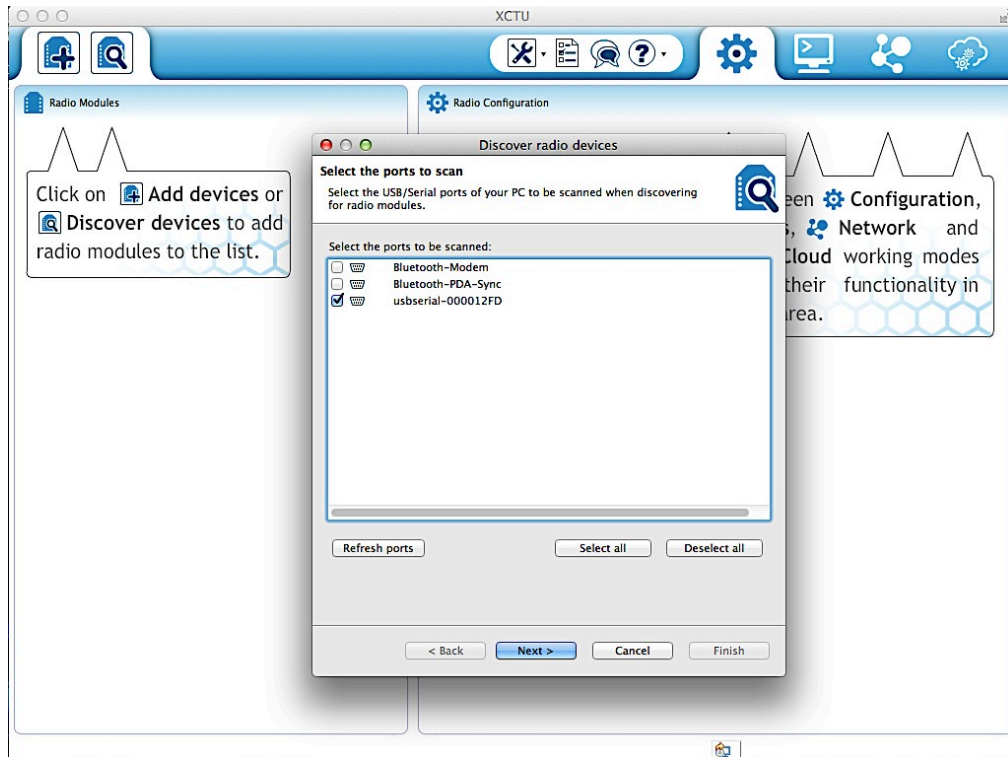 XCTU
Radio Modules
Click on Add devices or
Discover devices to add
radio modules to the list.
Radio Configuration
een Configuration,
s, Network and
Cloud working modes
their functionality in
area.
Discover radio devices
Select the ports to scan
Select the USB/Serial ports of your PC to be scanned when discovering
for radio modules.
Select the ports to be scanned:
Bluetooth-Modem
Bluetooth-PDA-Sync
usbserial-000012FD
Refresh ports
Select all
Deselect all
< Back
Next >
Cancel
Finish